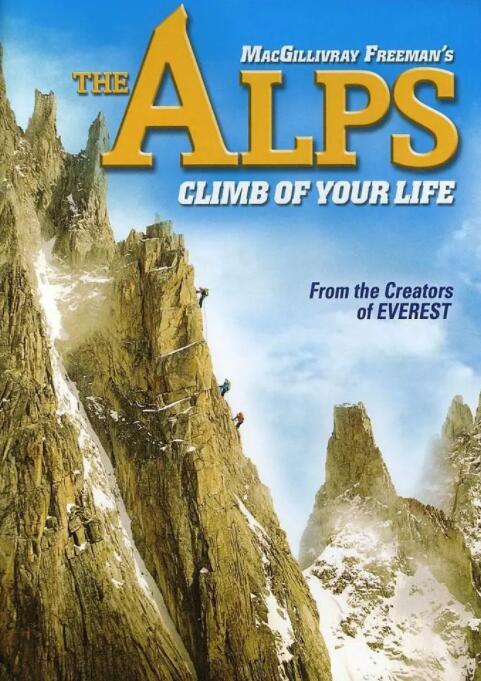 MacGillivray Freeman's
THE ALPS
CLIMB OF YOUR LIFE
From the Creators
of EVEREST